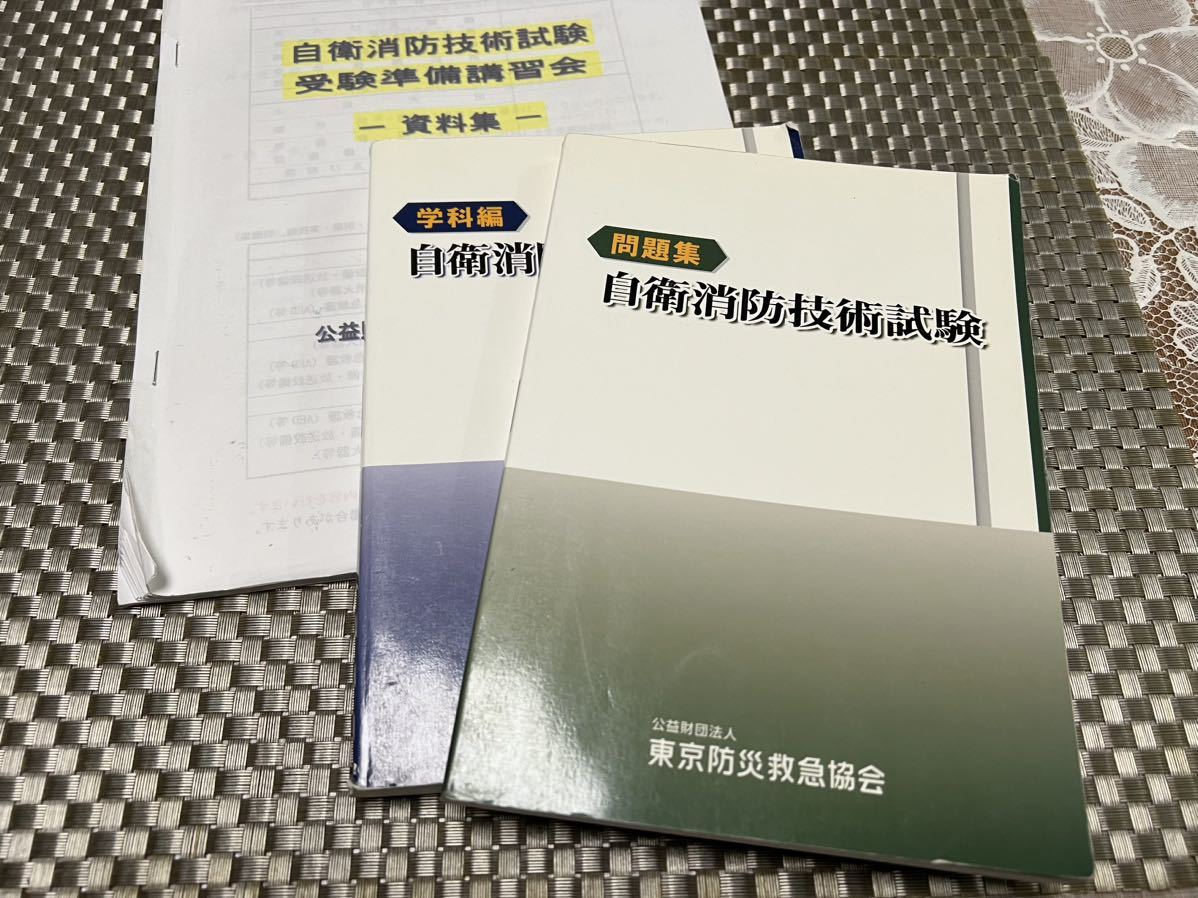 自衛消防技術試験
受験準備講習会
― 資料集 ―
公益
学科編
自衛消
問題集
自衛消防技術試験
公益財団法人
東京防災救急協会